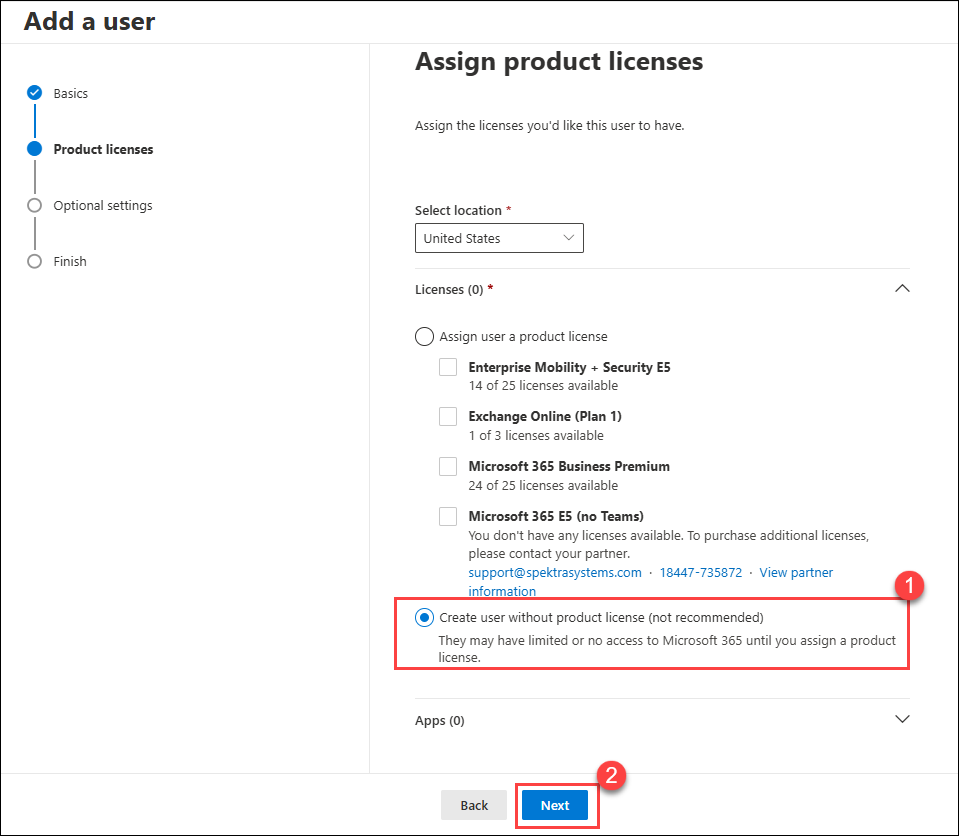 Add a user
Basics
Product licenses
Optional settings
Finish
Assign product licenses
Assign the licenses you'd like this user to have.
Select location *
United States
Licenses (0) *
Assign user a product license
Enterprise Mobility + Security E5
14 of 25 licenses available
Exchange Online (Plan 1)
1 of 3 licenses available
Microsoft 365 Business Premium
24 of 25 licenses available
Microsoft 365 E5 (no Teams)
You don't have any licenses available. To purchase additional licenses,
please contact your partner.
support@spektrasystems.com · 18447-735872 · View partner
information
1
Create user without product license (not recommended)
They may have limited or no access to Microsoft 365 until you assign a product
license.
Apps (0)
2
Back
Next